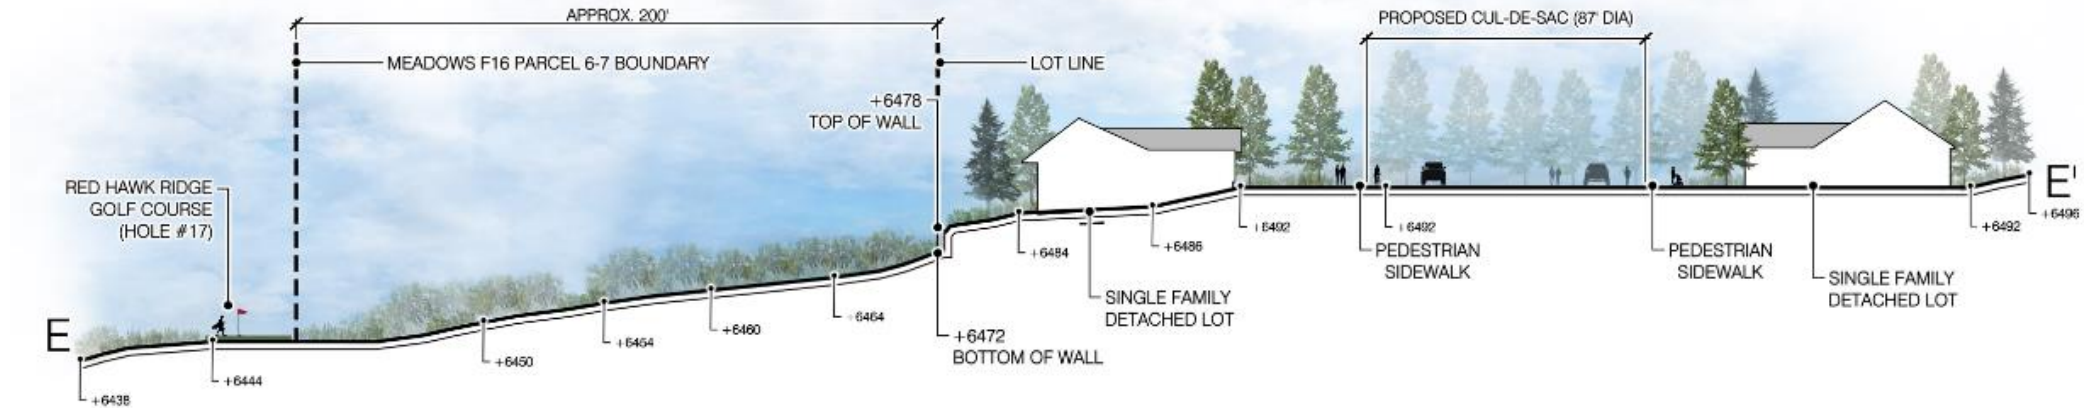 APPROX. 200'
PROPOSED CUL-DE-SAC (87' DIA)
MEADOWS F16 PARCEL 6-7 BOUNDARY
LOT LINE
+6478
TOP OF WALL
RED HAWK RIDGE
GOLF COURSE
(HOLE #17)
E
E'
+6438
+6444
+6450
+6454
+6460
+6464
+6472
BOTTOM OF WALL
+6484
SINGLE FAMILY
DETACHED LOT
+6486
+6492
PEDESTRIAN
SIDEWALK
+6492
PEDESTRIAN
SIDEWALK
SINGLE FAMILY
DETACHED LOT
+6492
+6496